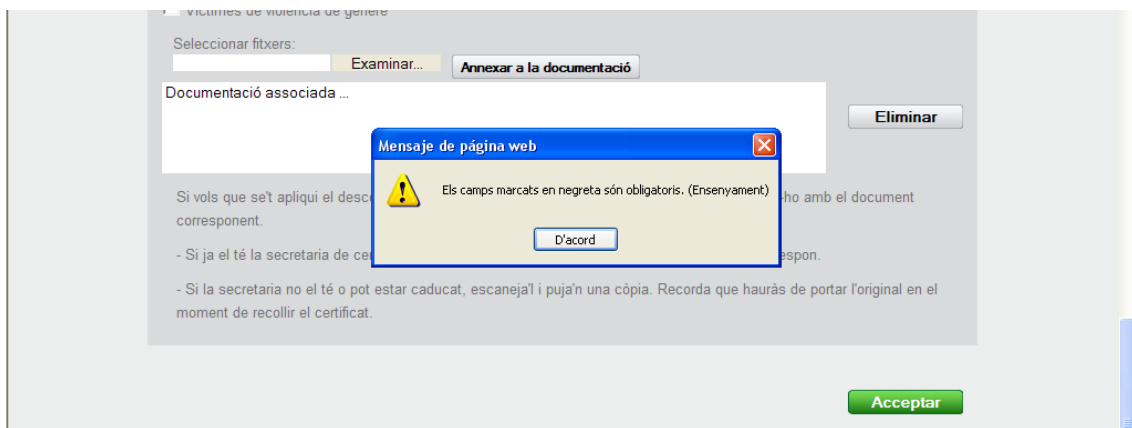 Victimes de violència de gènere
Seleccionar fitxers:
Examinar...
Annexar a la documentació
Documentació associada ...
Eliminar
Mensaje de página web
Els camps marcats en negreta són obligatoris. (Ensenyament)
D'acord
Si vols que se't apliqui el desc
-ho amb el document
corresponent.
- Si ja el té la secretaria de ce
espon.
- Si la secretaria no el té o pot estar caducat, escaneja'l i puja'n una còpia. Recorda que hauràs de portar l'original en el
moment de recollir el certificat.
Acceptar